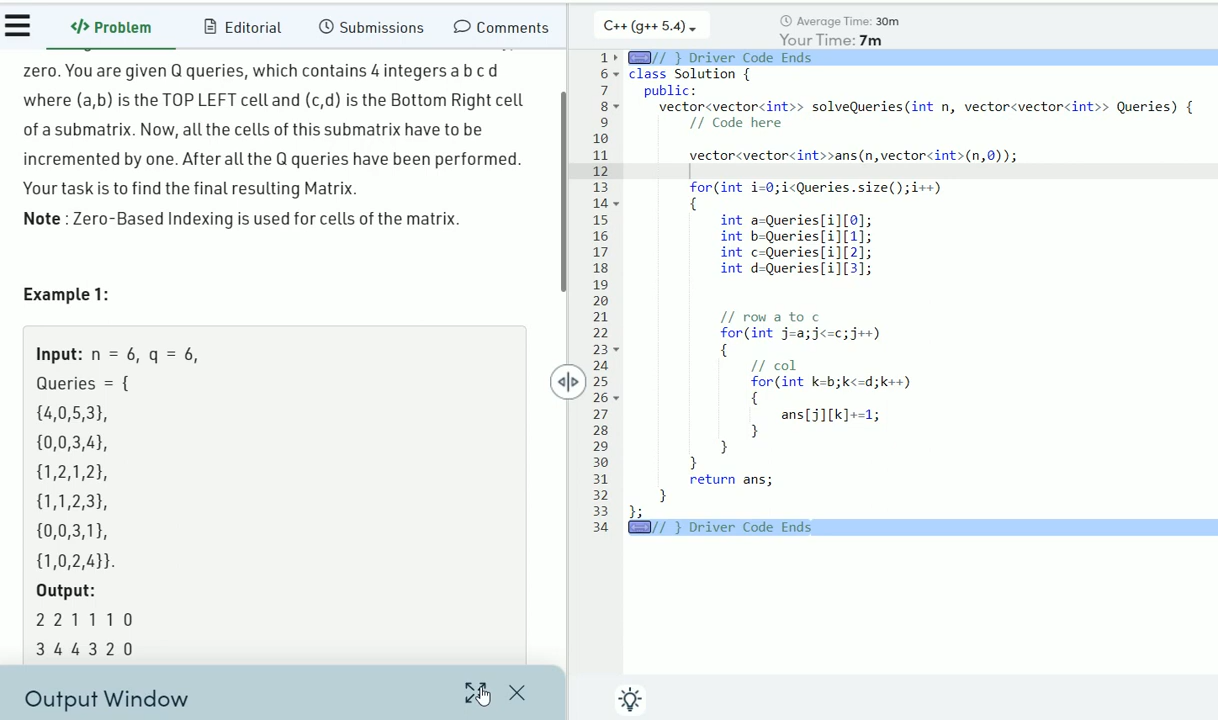 Problem
Editorial
Submissions
Comments
zero. You are given Q queries, which contains 4 integers a b c d
where (a,b) is the TOP LEFT cell and (c,d) is the Bottom Right cell
of a submatrix. Now, all the cells of this submatrix have to be
incremented by one. After all the Q queries have been performed.
Your task is to find the final resulting Matrix.
Note : Zero-Based Indexing is used for cells of the matrix.
Example 1:
Input: n = 6, q = 6,
Queries = {
{4,0,5,3},
{0,0,3,4},
{1,2,1,2},
{1,1,2,3},
{0,0,3,1},
{1,0,2,4}}.
Output:
2 2 1 1 1 0
3 4 4 3 2 0
Output Window
C++ (g++ 5.4)
Average Time: 30m
Your Time: 7m
1 // } Driver Code Ends
6 class Solution {
7 public:
8 vector<vector<int>> solveQueries(int n, vector<vector<int>> Queries) {
9 // Code here
10
11 vector<vector<int>>ans(n,vector<int>(n,0));
12
13 for(int i=0;i<Queries.size();i++)
14 {
15 int a=Queries[i][0];
16 int b=Queries[i][1];
17 int c=Queries[i][2];
18 int d=Queries[i][3];
19
20
21 // row a to c
22 for(int j=a;j<=c;j++)
23 {
24 // col
25 for(int k=b;k<=d;k++)
26 {
27 ans[j][k]+=1;
28 }
29 }
30 }
31 return ans;
32 }
33 };
34 // } Driver Code Ends